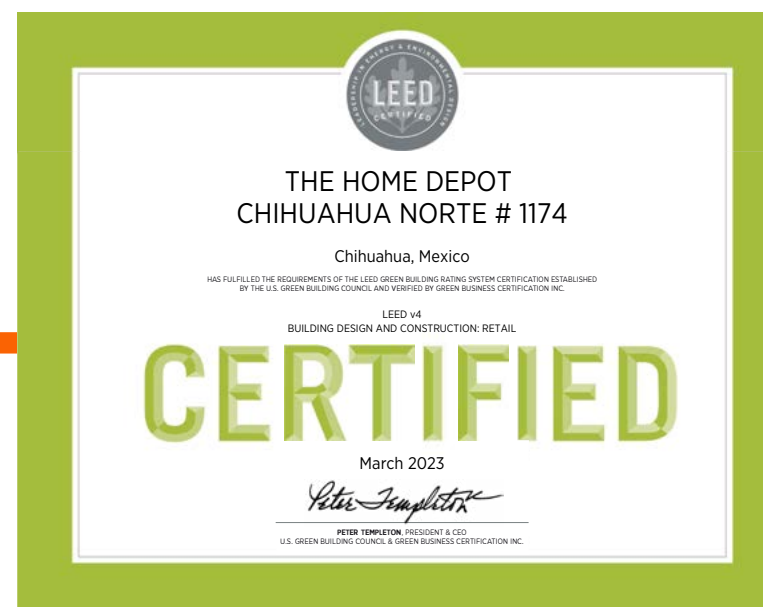 LEADERSHIP IN ENERGY & ENVIRONMENTAL DESIGN
LEED
CERTIFIED
THE HOME DEPOT
CHIHUAHUA NORTE # 1174
Chihuahua, Mexico
HAS FULFILLED THE REQUIREMENTS OF THE LEED GREEN BUILDING RATING SYSTEM CERTIFICATION ESTABLISHED
BY THE U.S. GREEN BUILDING COUNCIL AND VERIFIED BY GREEN BUSINESS CERTIFICATION INC.
LEED v4
BUILDING DESIGN AND CONSTRUCTION: RETAIL
CERTIFIED
March 2023
Peter Templeton
PETER TEMPLETON, PRESIDENT & CEO
U.S. GREEN BUILDING COUNCIL & GREEN BUSINESS CERTIFICATION INC.